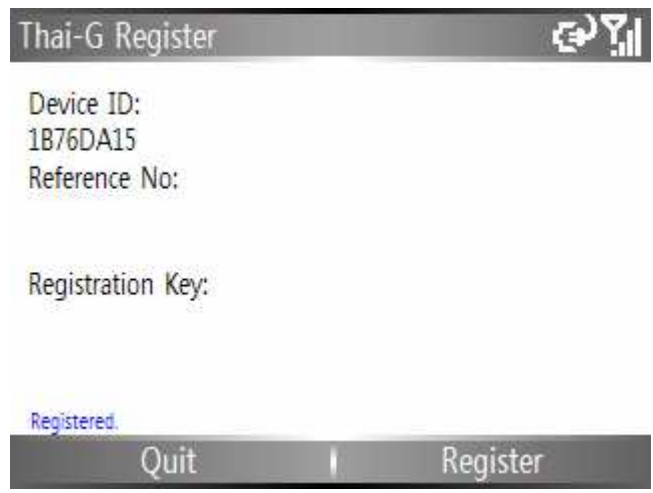 Thai-G Register
Device ID:
1B76DA15
Reference No:
Registration Key:
Registered.
Quit
Register